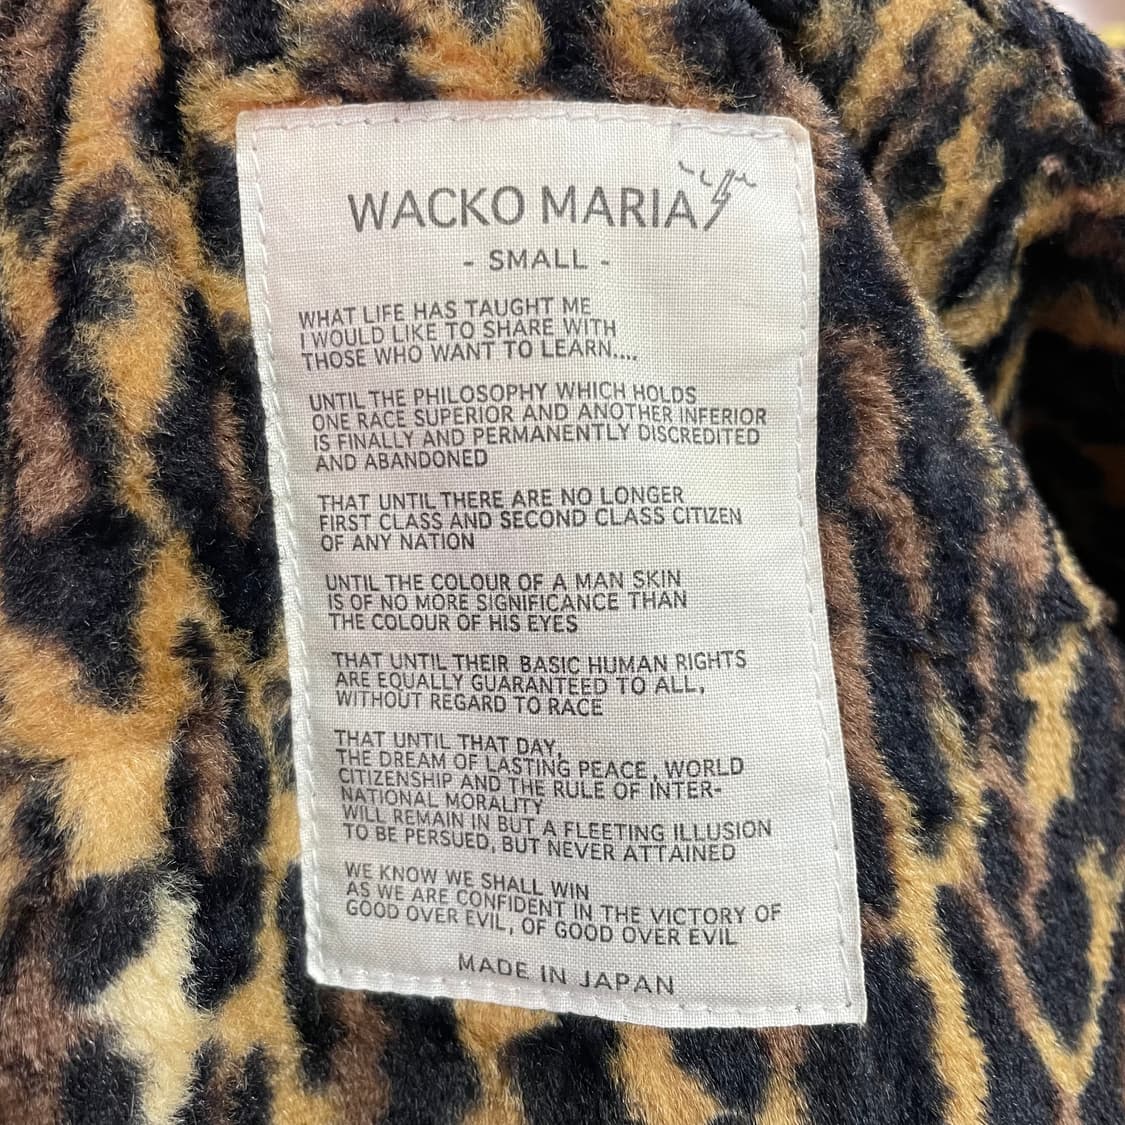 WACKO MARIA
- SMALL -
WHAT LIFE HAS TAUGHT ME
I WOULD LIKE TO SHARE WITH
THOSE WHO WANT TO LEARN....
UNTIL THE PHILOSOPHY WHICH HOLDS
ONE RACE SUPERIOR AND ANOTHER INFERIOR
IS FINALLY AND PERMANENTLY DISCREDITED
AND ABANDONED
THAT UNTIL THERE ARE NO LONGER
FIRST CLASS AND SECOND CLASS CITIZEN
OF ANY NATION
UNTIL THE COLOUR OF A MAN SKIN
IS OF NO MORE SIGNIFICANCE THAN
THE COLOUR OF HIS EYES
THAT UNTIL THEIR BASIC HUMAN RIGHTS
ARE EQUALLY GUARANTEED TO ALL,
WITHOUT REGARD TO RACE
THAT UNTIL THAT DAY,
THE DREAM OF LASTING PEACE, WORLD
CITIZENSHIP AND THE RULE OF INTER-
NATIONAL MORALITY
WILL REMAIN IN BUT A FLEETING ILLUSION
TO BE PERSUED, BUT NEVER ATTAINED
WE KNOW WE SHALL WIN
AS WE ARE CONFIDENT IN THE VICTORY OF
GOOD OVER EVIL, OF GOOD OVER EVIL
MADE IN JAPAN